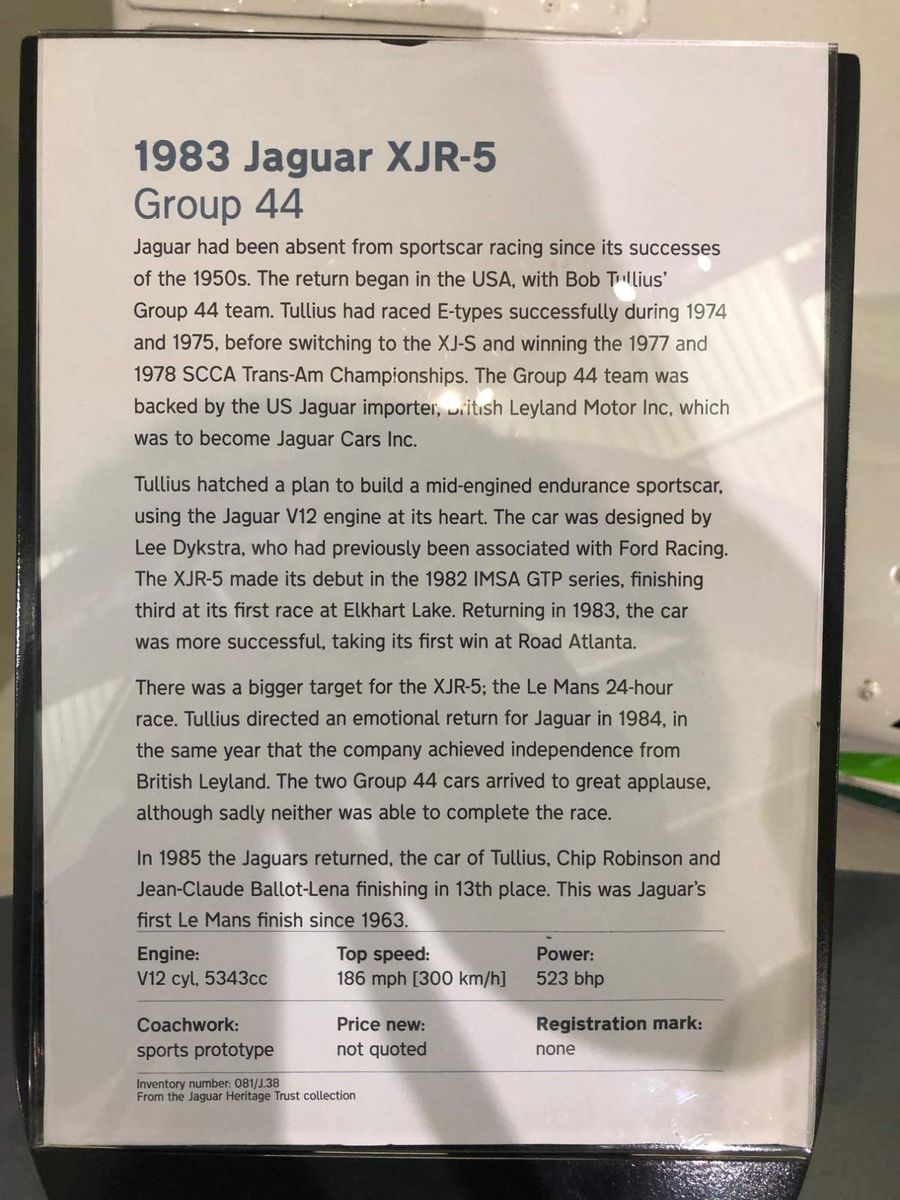 1983 Jaguar XJR-5
Group 44
Jaguar had been absent from sportscar racing since its successes
of the 1950s. The return began in the USA, with Bob Tullius'
Group 44 team. Tullius had raced E-types successfully during 1974
and 1975, before switching to the XJ-S and winning the 1977 and
1978 SCCA Trans-Am Championships. The Group 44 team was
backed by the US Jaguar importer, British Leyland Motor Inc, which
was to become Jaguar Cars Inc.
Tullius hatched a plan to build a mid-engined endurance sportscar,
using the Jaguar V12 engine at its heart. The car was designed by
Lee Dykstra, who had previously been associated with Ford Racing.
The XJR-5 made its debut in the 1982 IMSA GTP series, finishing
third at its first race at Elkhart Lake. Returning in 1983, the car
was more successful, taking its first win at Road Atlanta.
There was a bigger target for the XJR-5; the Le Mans 24-hour
race. Tullius directed an emotional return for Jaguar in 1984, in
the same year that the company achieved independence from
British Leyland. The two Group 44 cars arrived to great applause,
although sadly neither was able to complete the race.
In 1985 the Jaguars returned, the car of Tullius, Chip Robinson and
Jean-Claude Ballot-Lena finishing in 13th place. This was Jaguar's
first Le Mans finish since 1963.
Engine: Top speed: Power:
V12 cyl, 5343cc 186 mph [300 km/h] 523 bhp
Coachwork: Price new: Registration mark:
sports prototype not quoted none
Inventory number: 081/J.38
From the Jaguar Heritage Trust collection